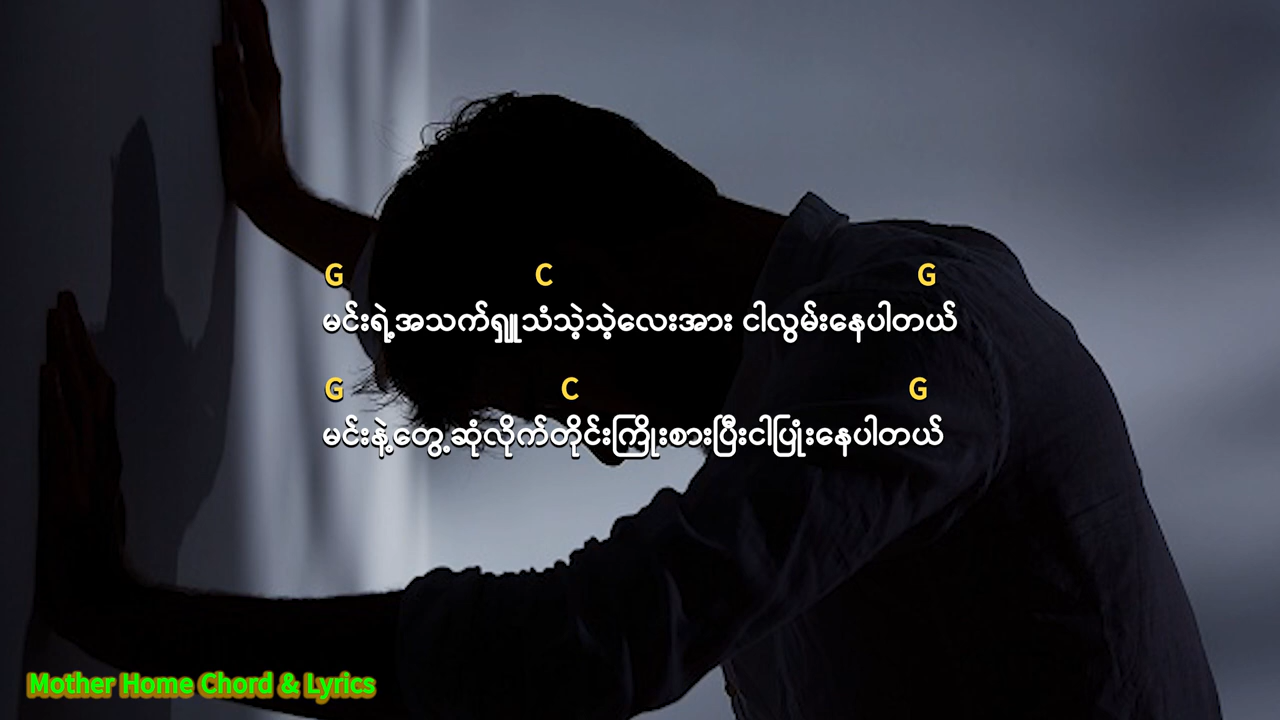 G C G
မင်းရဲ့အသက်ရှူသံသဲ့သဲ့လေးအား ငါလွမ်းနေပါတယ်
G C G
မင်းနဲ့တွေ့ဆုံလိုက်တိုင်းကြိုးစားပြီးငါပြုံးနေပါတယ်
Mother Home Chord & Lyrics